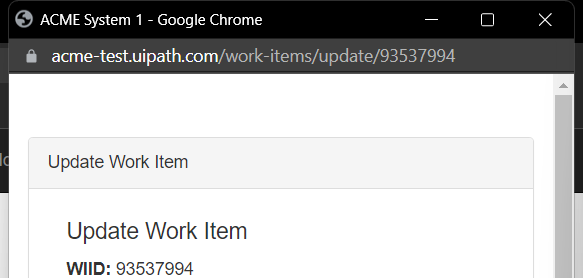 ACME System 1 - Google Chrome
acme-test.uipath.com/work-items/update/93537994
Update Work Item
Update Work Item
WIID: 93537994